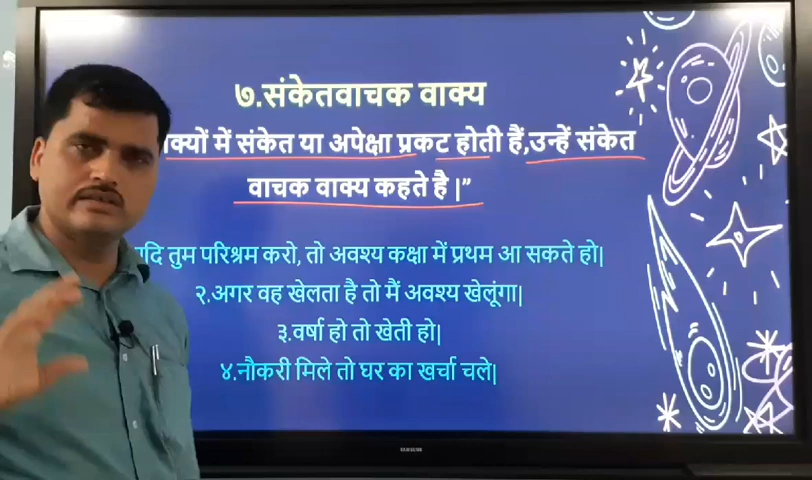 ७.संकेतवाचक वाक्य
में संकेत या अपेक्षा प्रकट होती हैं,उन्हें संकेत
वाचक वाक्य कहते है|”
तुम परिश्रम करो, तो अवश्य कक्षा में प्रथम आ सकते हो|
२.अगर वह खेलता है तो मैं अवश्य खेलूंगा|
३.वर्षा हो तो खेती हो|
४.नौकरी मिले तो घर का खर्चा चले|
SAMSUNG